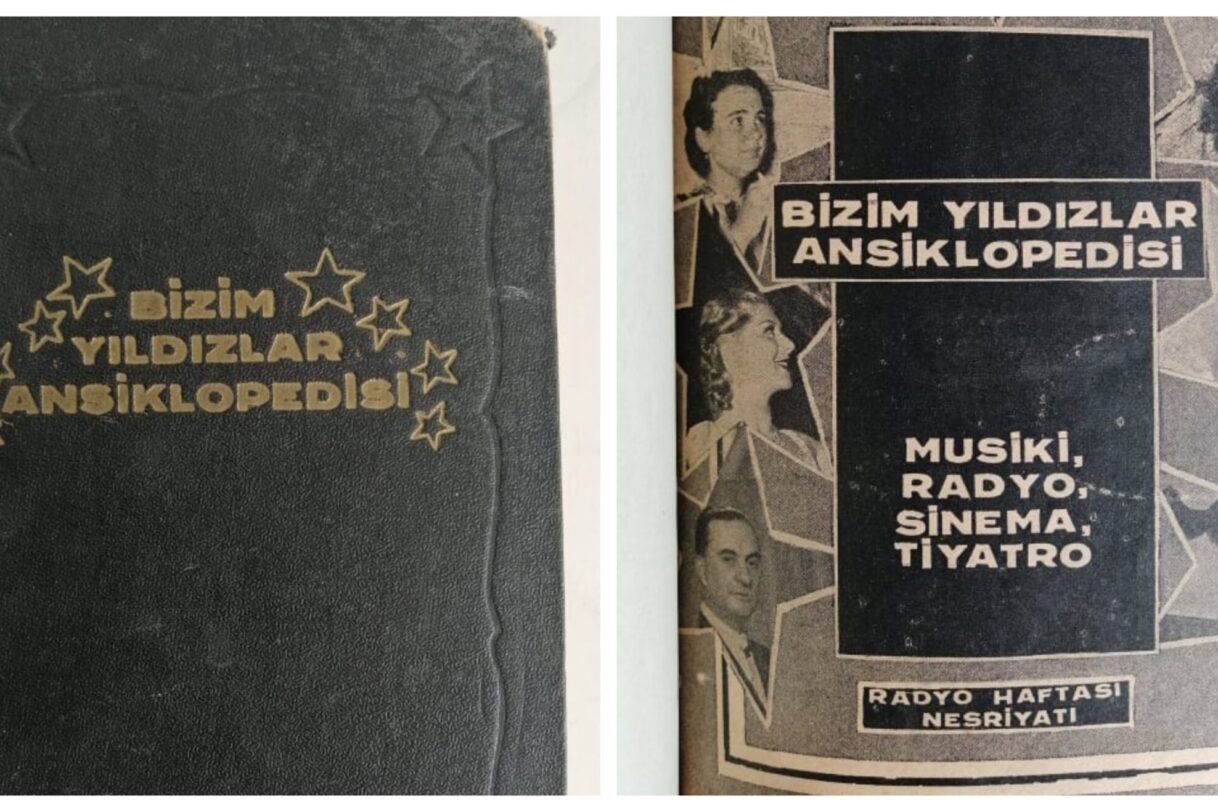 BİZİM
YILDIZLAR
ANSİKLOPEDİSİ
BİZİM YILDIZLAR
ANSİKLOPEDİSİ
MUSİKİ,
RADYO,
SİNEMA,
TİYATRO
RADYO HAFTASI
NEŞRİYATI